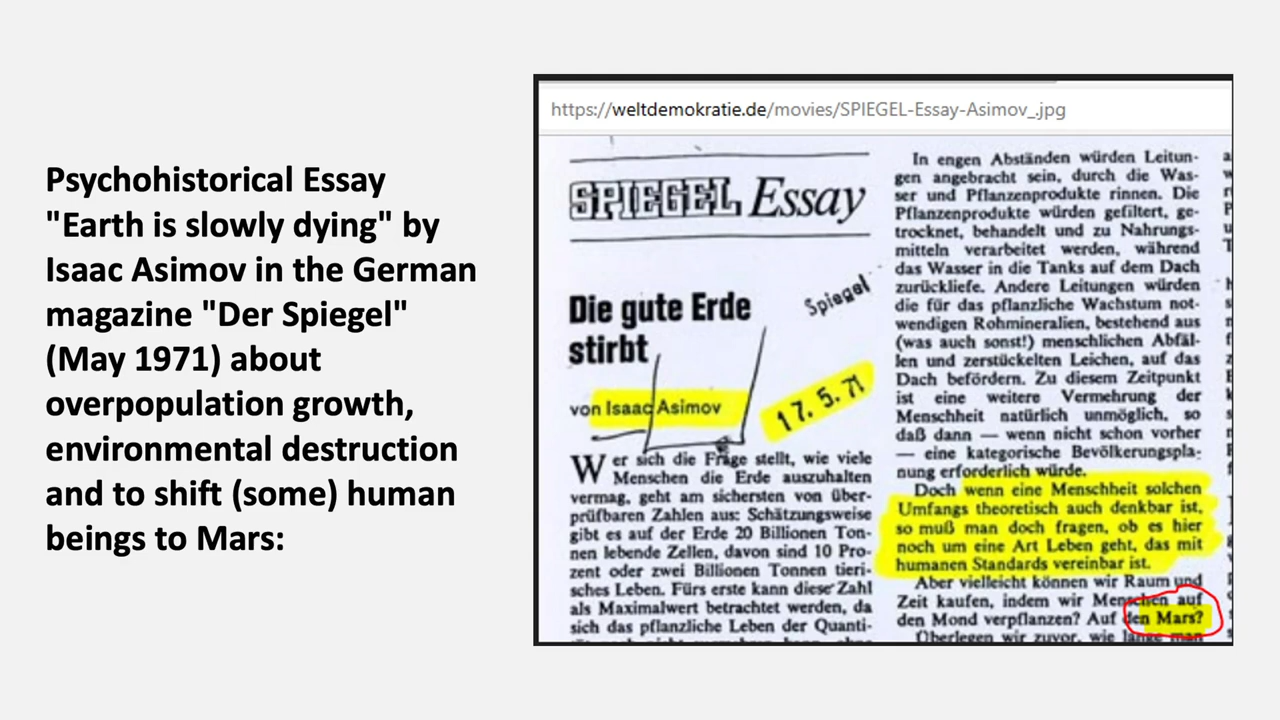 Psychohistorical Essay
"Earth is slowly dying" by
Isaac Asimov in the German
magazine "Der Spiegel"
(May 1971) about
overpopulation growth,
environmental destruction
and to shift (some) human
beings to Mars:
https://weltdemokratie.de/movies/SPIEGEL-Essay-Asimov_.jpg
SPIEGEL Essay
Spiegel
Die gute Erde
stirbt
von Isaac Asimov
17. 5. 71
Wer sich die Frage stellt, wie viele
Menschen die Erde auszuhalten
vermag, geht am sichersten von über-
prüfbaren Zahlen aus: Schätzungsweise
gibt es auf der Erde 20 Billionen Ton-
nen lebende Zellen, davon sind 10 Pro-
zent oder zwei Billionen Tonnen tieri-
sches Leben. Fürs erste kann diese Zahl
als Maximalwert betrachtet werden, da
sich das pflanzliche Leben der Quanti-
In engen Abständen würden Leitun-
gen angebracht sein, durch die Was-
ser und Pflanzenprodukte rinnen. Die
Pflanzenprodukte würden gefiltert, ge-
trocknet, behandelt und zu Nahrungs-
mitteln verarbeitet werden, während
das Wasser in die Tanks auf dem Dach
zurückliefe. Andere Leitungen würden
die für das pflanzliche Wachstum not-
wendigen Rohmineralien, bestehend aus
(was auch sonst!) menschlichen Abfäl-
len und zerstückelten Leichen, auf das
Dach befördern. Zu diesem Zeitpunkt
ist eine weitere Vermehrung der
Menschheit natürlich unmöglich, so
daß dann — wenn nicht schon vorher
— eine kategorische Bevölkerungspla-
nung erforderlich würde.
Doch wenn eine Menschheit solchen
Umfangs theoretisch auch denkbar ist,
so muß man doch fragen, ob es hier
noch um eine Art Leben geht, das mit
humanen Standards vereinbar ist.
Aber vielleicht können wir Raum und
Zeit kaufen, indem wir Menschen auf
den Mond verpflanzen? Auf den Mars?
Überlegen wir zuvor, wie lange man